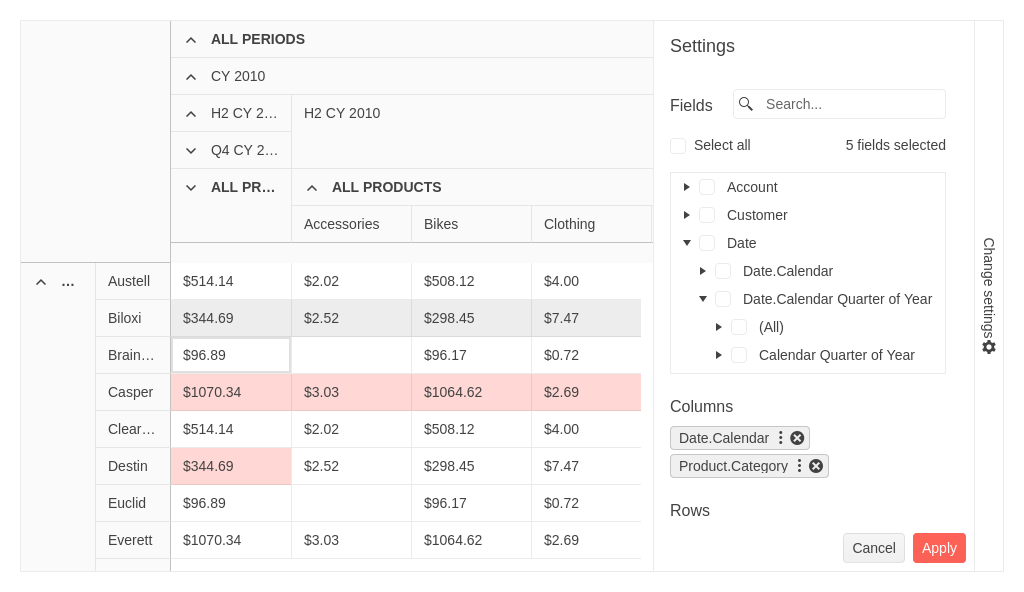 ALL PERIODS
CY 2010
H2 CY 2… H2 CY 2010
Q4 CY 2…
ALL PR… ALL PRODUCTS
Accessories Bikes Clothing
… Austell $514.14 $2.02 $508.12 $4.00
Biloxi $344.69 $2.52 $298.45 $7.47
Brain… $96.89 $96.17 $0.72
Casper $1070.34 $3.03 $1064.62 $2.69
Clear… $514.14 $2.02 $508.12 $4.00
Destin $344.69 $2.52 $298.45 $7.47
Euclid $96.89 $96.17 $0.72
Everett $1070.34 $3.03 $1064.62 $2.69
Settings
Fields Search...
Select all 5 fields selected
Account
Customer
Date
Date.Calendar
Date.Calendar Quarter of Year
(All)
Calendar Quarter of Year
Columns
Date.Calendar
Product.Category
Rows
Cancel Apply
Change settings